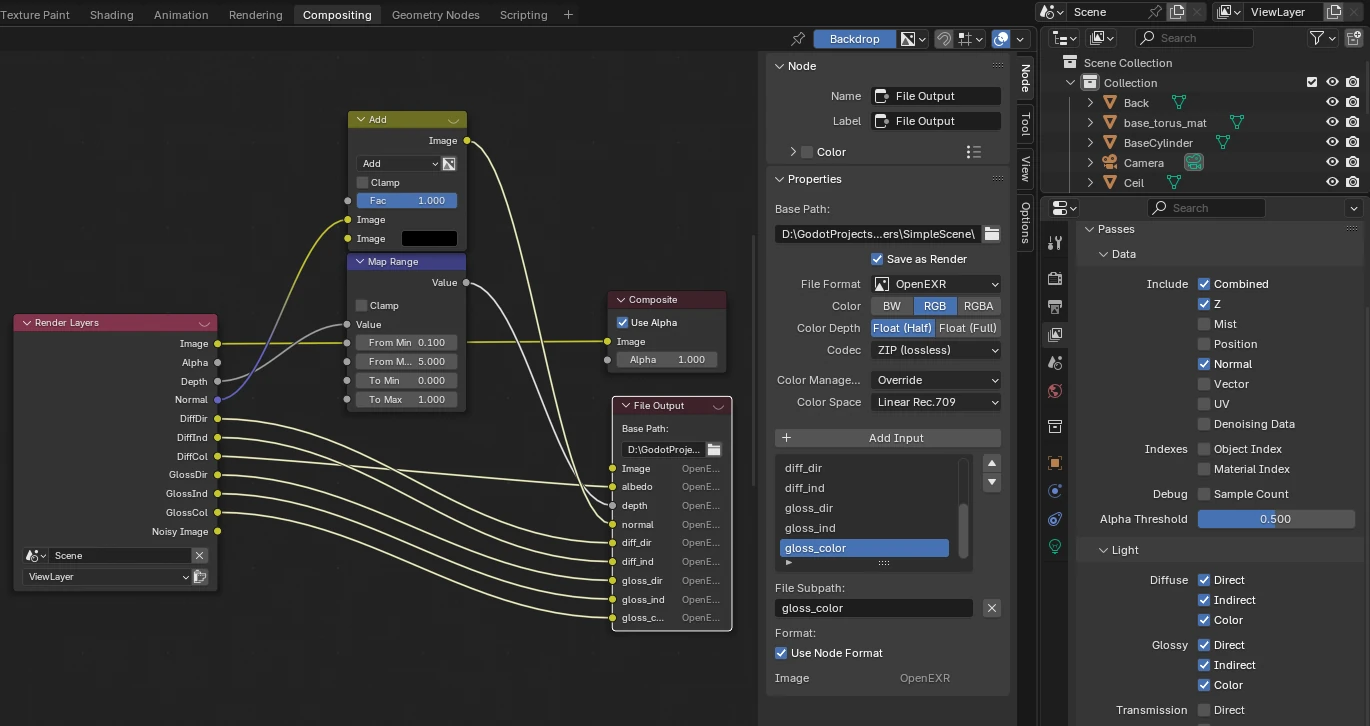 Texture Paint Shading Animation Rendering Compositing Geometry Nodes Scripting +
Scene ViewLayer
Backdrop
Search
Scene Collection
Collection
Back
base_torus_mat
BaseCylinder
Camera
Ceil
Add
Image
Add
Clamp
Fac 1.000
Image
Image
Map Range
Value
Clamp
Value
From Min 0.100
From M... 5.000
To Min 0.000
To Max 1.000
Render Layers
Image
Alpha
Depth
Normal
DiffDir
DiffInd
DiffCol
GlossDir
GlossInd
GlossCol
Noisy Image
Scene
ViewLayer
Composite
Use Alpha
Image
Alpha 1.000
File Output
Base Path:
D:\GodotProje...
Image OpenE...
albedo OpenE...
depth OpenE...
normal OpenE...
diff_dir OpenE...
diff_ind OpenE...
gloss_dir OpenE...
gloss_ind OpenE...
gloss_c... OpenE...
Node
Name File Output
Label File Output
Color
Properties
Base Path:
D:\GodotProjects...ers\SimpleScene\
Save as Render
File Format OpenEXR
Color BW RGB RGBA
Color Depth Float (Half) Float (Full)
Codec ZIP (lossless)
Color Manage... Override
Color Space Linear Rec.709
+ Add Input
diff_dir
diff_ind
gloss_dir
gloss_ind
gloss_color
File Subpath:
gloss_color
Format:
Use Node Format
Image OpenEXR
Node
Tool
View
Options
Search
Passes
Data
Include Combined
Z
Mist
Position
Normal
Vector
UV
Denoising Data
Indexes Object Index
Material Index
Debug Sample Count
Alpha Threshold 0.500
Light
Diffuse Direct
Indirect
Color
Glossy Direct
Indirect
Color
Transmission Direct